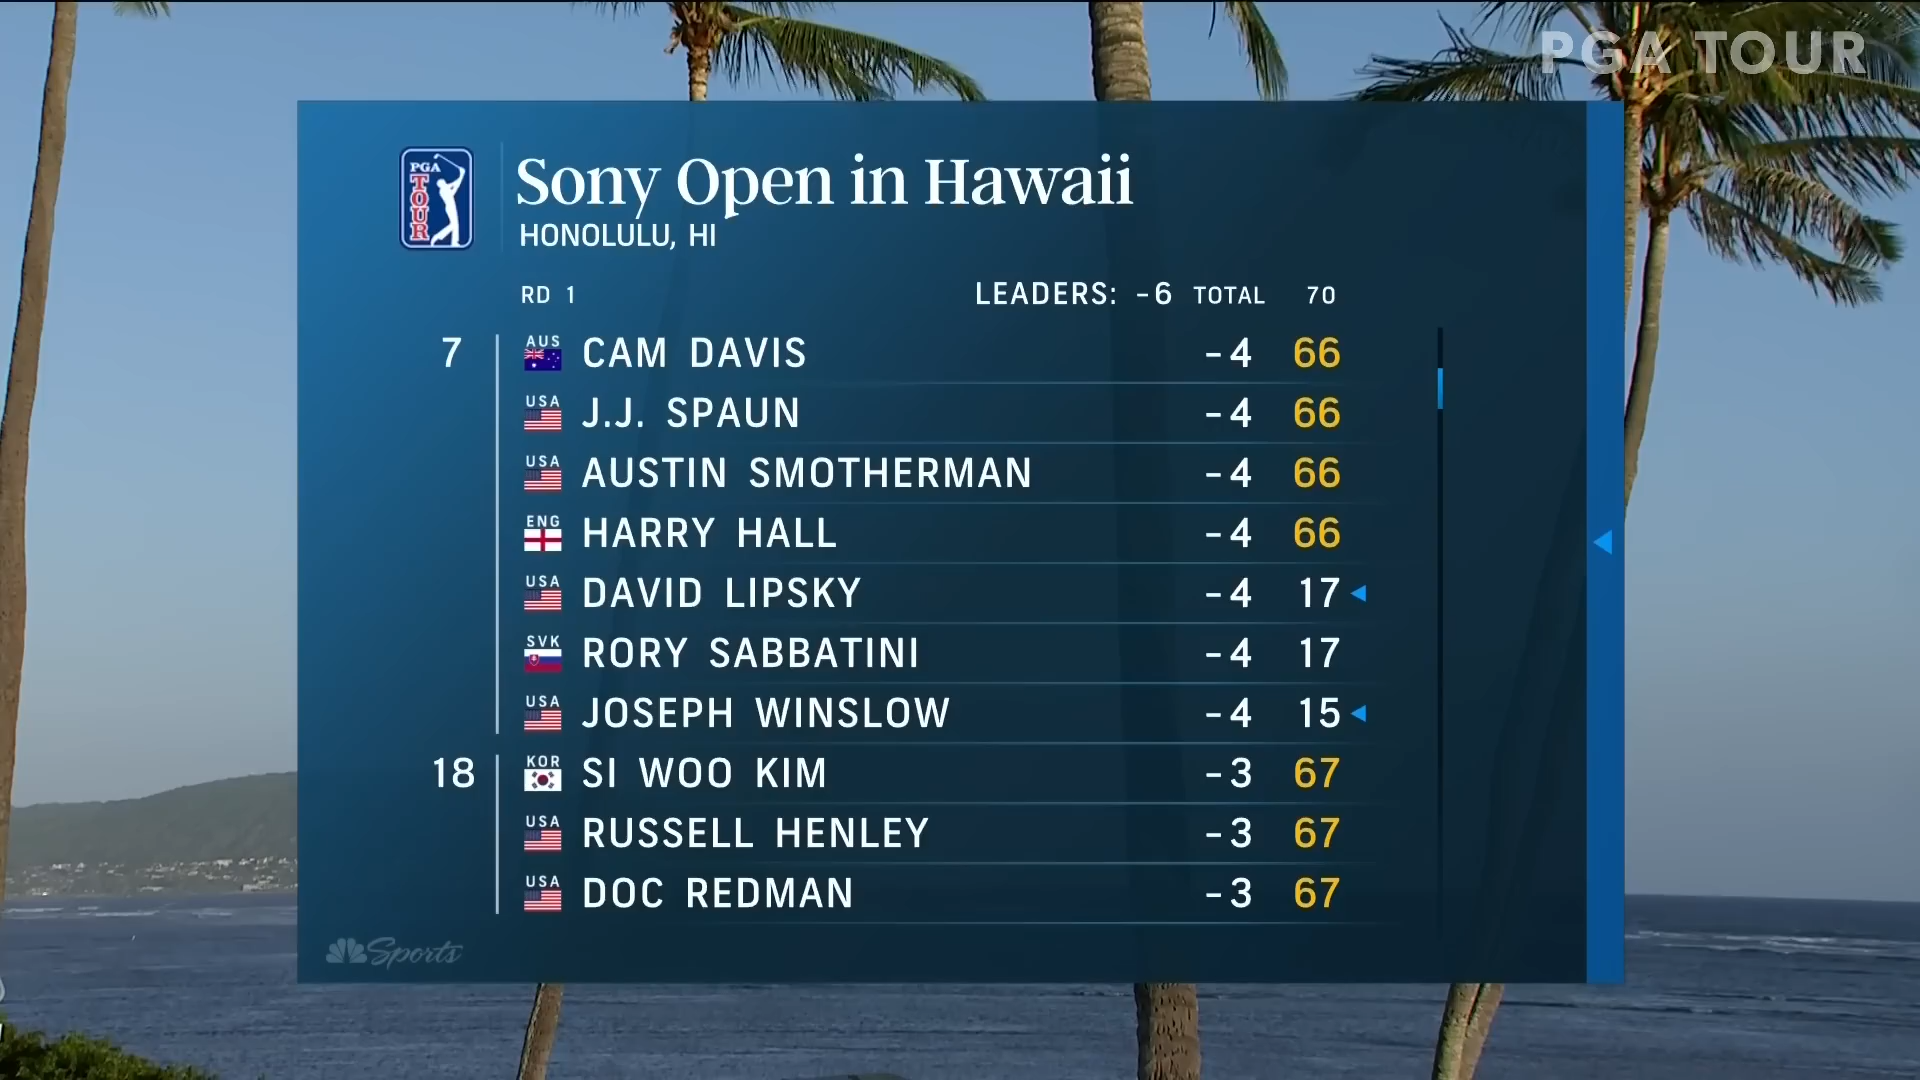 PGA TOUR
PGA TOUR
Sony Open in Hawaii
HONOLULU, HI
RD 1 LEADERS: -6 TOTAL 70
7 AUS CAM DAVIS -4 66
USA J.J. SPAUN -4 66
USA AUSTIN SMOTHERMAN -4 66
ENG HARRY HALL -4 66
USA DAVID LIPSKY -4 17
SVK RORY SABBATINI -4 17
USA JOSEPH WINSLOW -4 15
18 KOR SI WOO KIM -3 67
USA RUSSELL HENLEY -3 67
USA DOC REDMAN -3 67
Sports